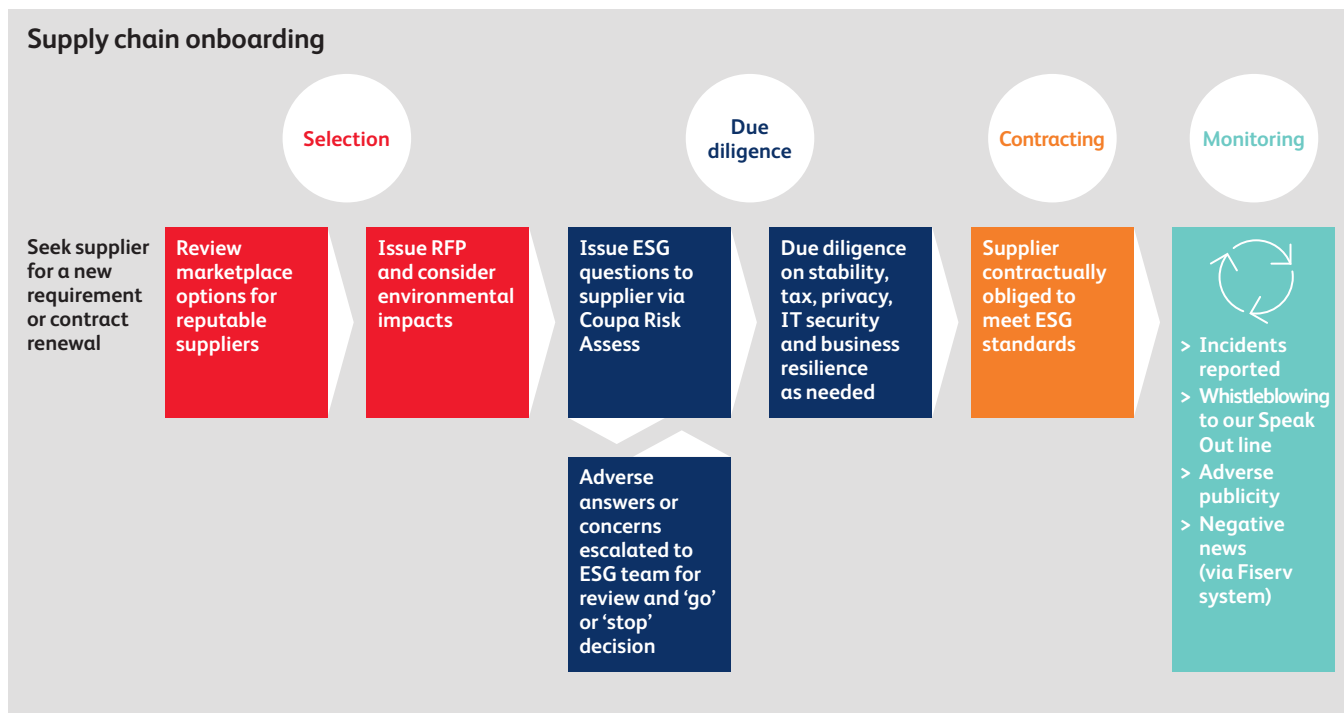 Supply chain onboarding
Selection
Due
diligence
Contracting
Monitoring
Seek supplier
for a new
requirement
or contract
renewal
Review
marketplace
options for
reputable
suppliers
Issue RFP
and consider
environmental
impacts
Issue ESG
questions to
supplier via
Coupa Risk
Assess
Due diligence
on stability,
tax, privacy,
IT security
and business
resilience
as needed
Supplier
contractually
obliged to
meet ESG
standards
> Incidents
reported
> Whistleblowing
to our Speak
Out line
> Adverse
publicity
> Negative
news
(via Fiserv
system)
Adverse
answers or
concerns
escalated to
ESG team for
review and ‘go’
or ‘stop’
decision